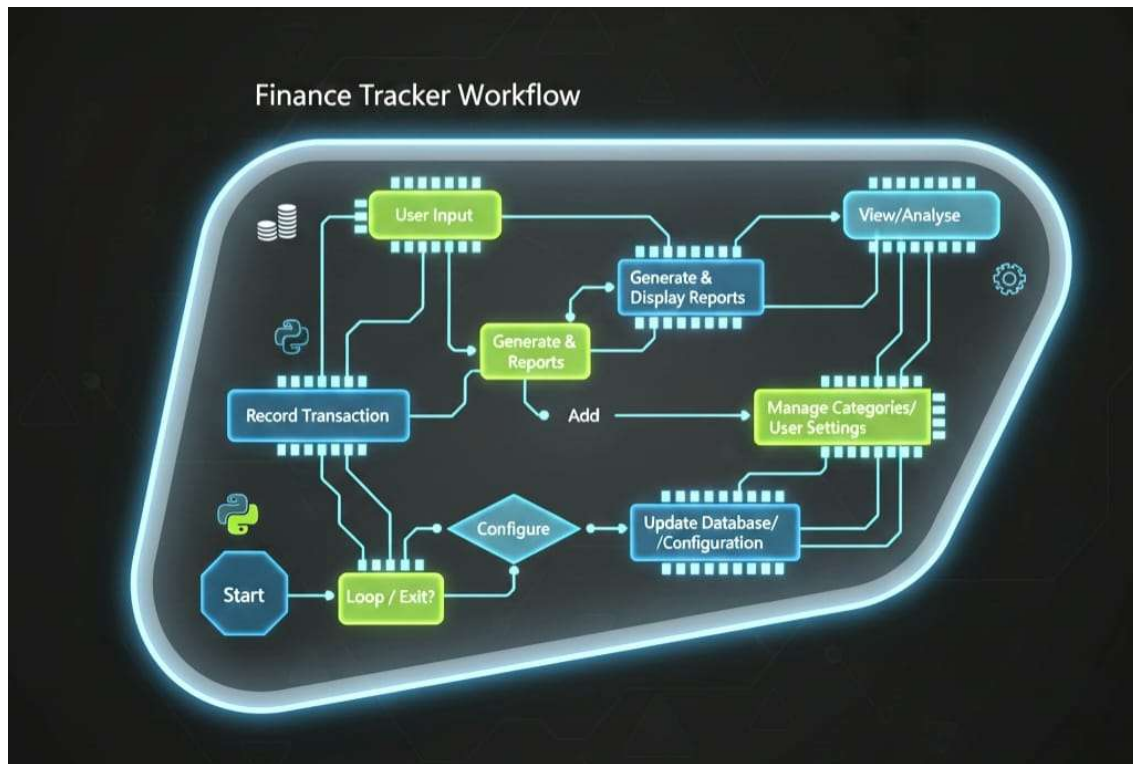 Finance Tracker Workflow
User Input
View/Analyse
Generate &
Display Reports
Generate &
Reports
Record Transaction
Add
Manage Categories/
User Settings
Configure
Update Database/
/Configuration
Start
Loop / Exit?